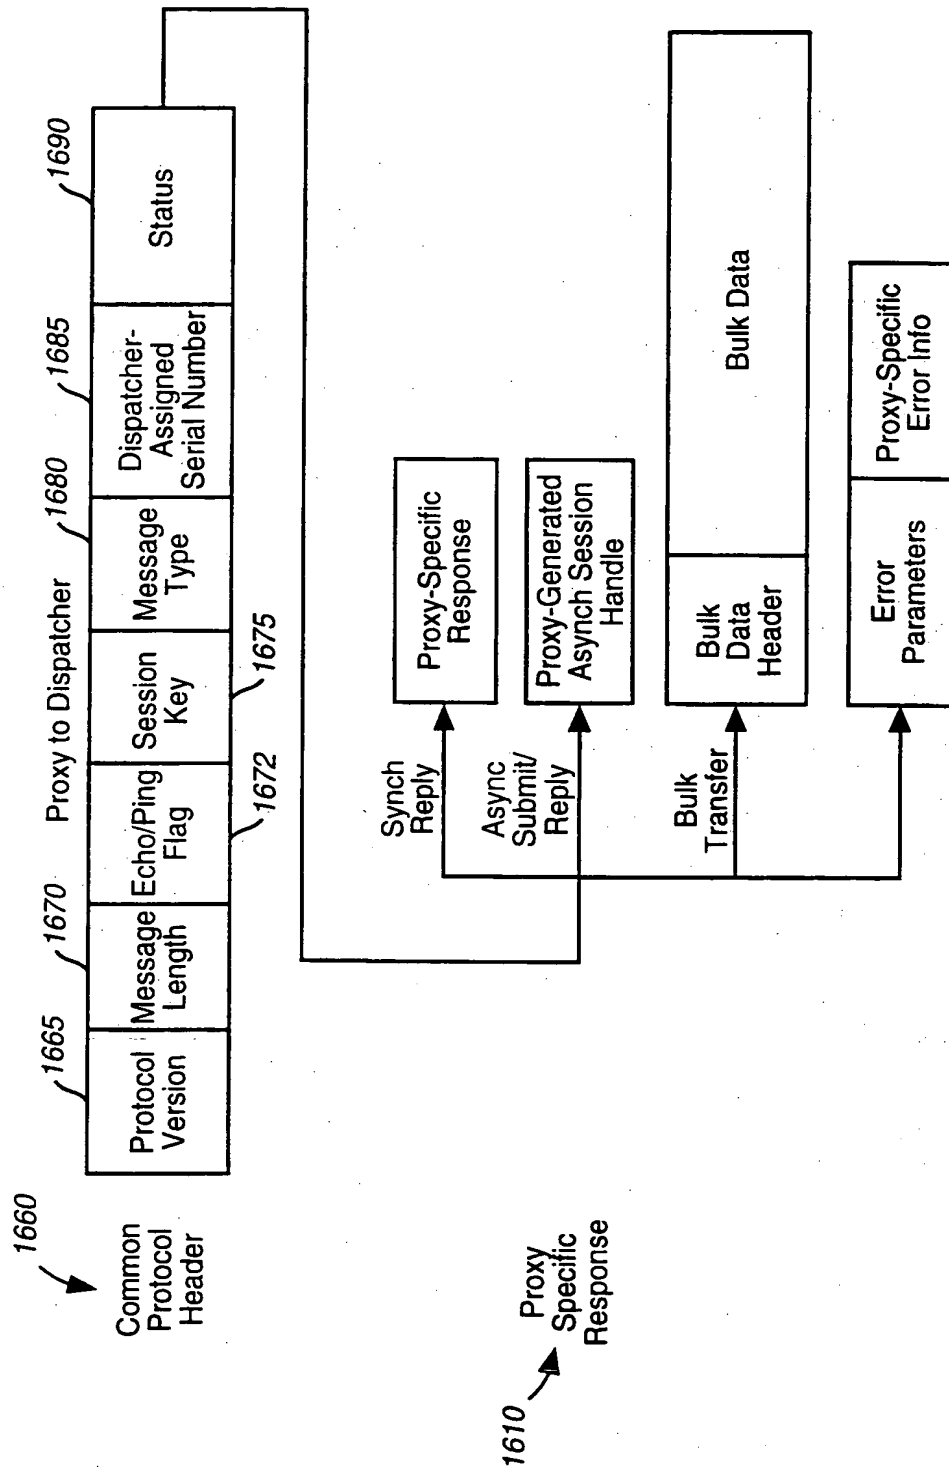 Proxy to Dispatcher
1660
Common
Protocol
Header
1665
Protocol
Version
1670
Message
Length
Echo/Ping
Flag
1672
Session
Key
1675
1680
Message
Type
1685
Dispatcher-
Assigned
Serial Number
1690
Status
1610
Proxy
Specific
Response
Synch
Reply
Proxy-Specific
Response
Async
Submit/
Reply
Proxy-Generated
Asynch Session
Handle
Bulk
Transfer
Bulk
Data
Header
Bulk Data
Error
Parameters
Proxy-Specific
Error Info